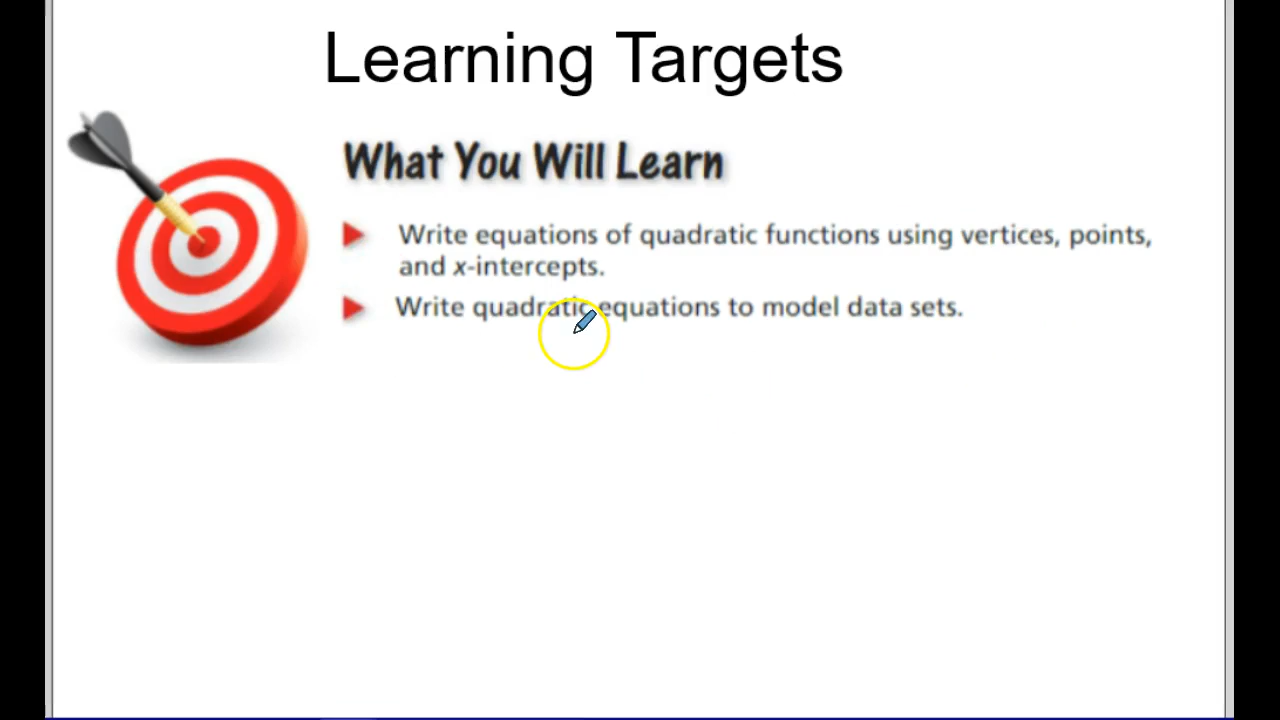 Learning Targets
What You Will Learn
Write equations of quadratic functions using vertices, points,
and x-intercepts.
Write quadratic equations to model data sets.